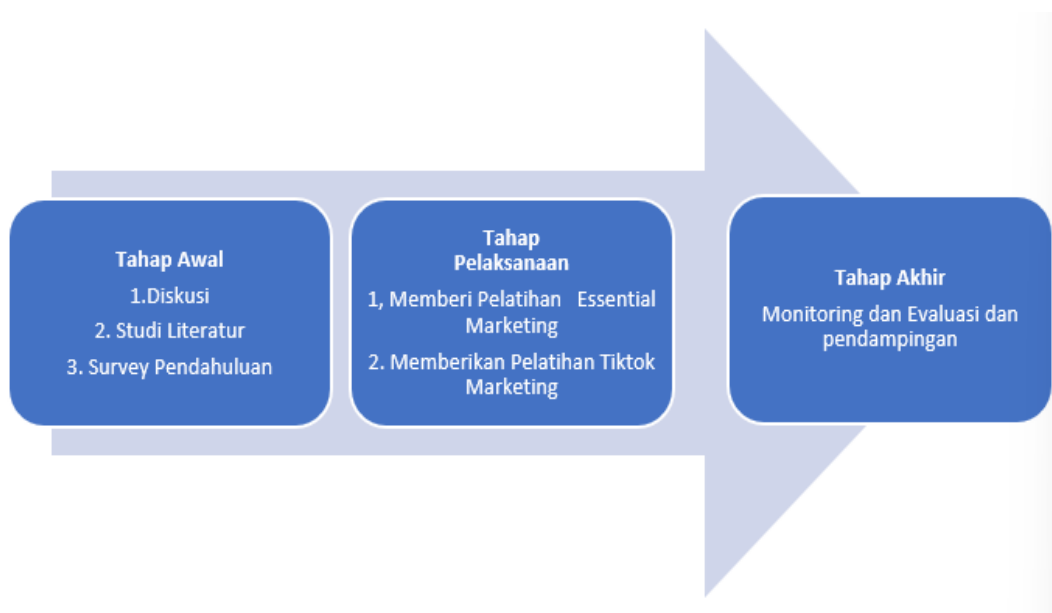 Tahap Awal
1.Diskusi
2. Studi Literatur
3. Survey Pendahuluan
Tahap
Pelaksanaan
1, Memberi Pelatihan Essential
Marketing
2. Memberikan Pelatihan Tiktok
Marketing
Tahap Akhir
Monitoring dan Evaluasi dan
pendampingan